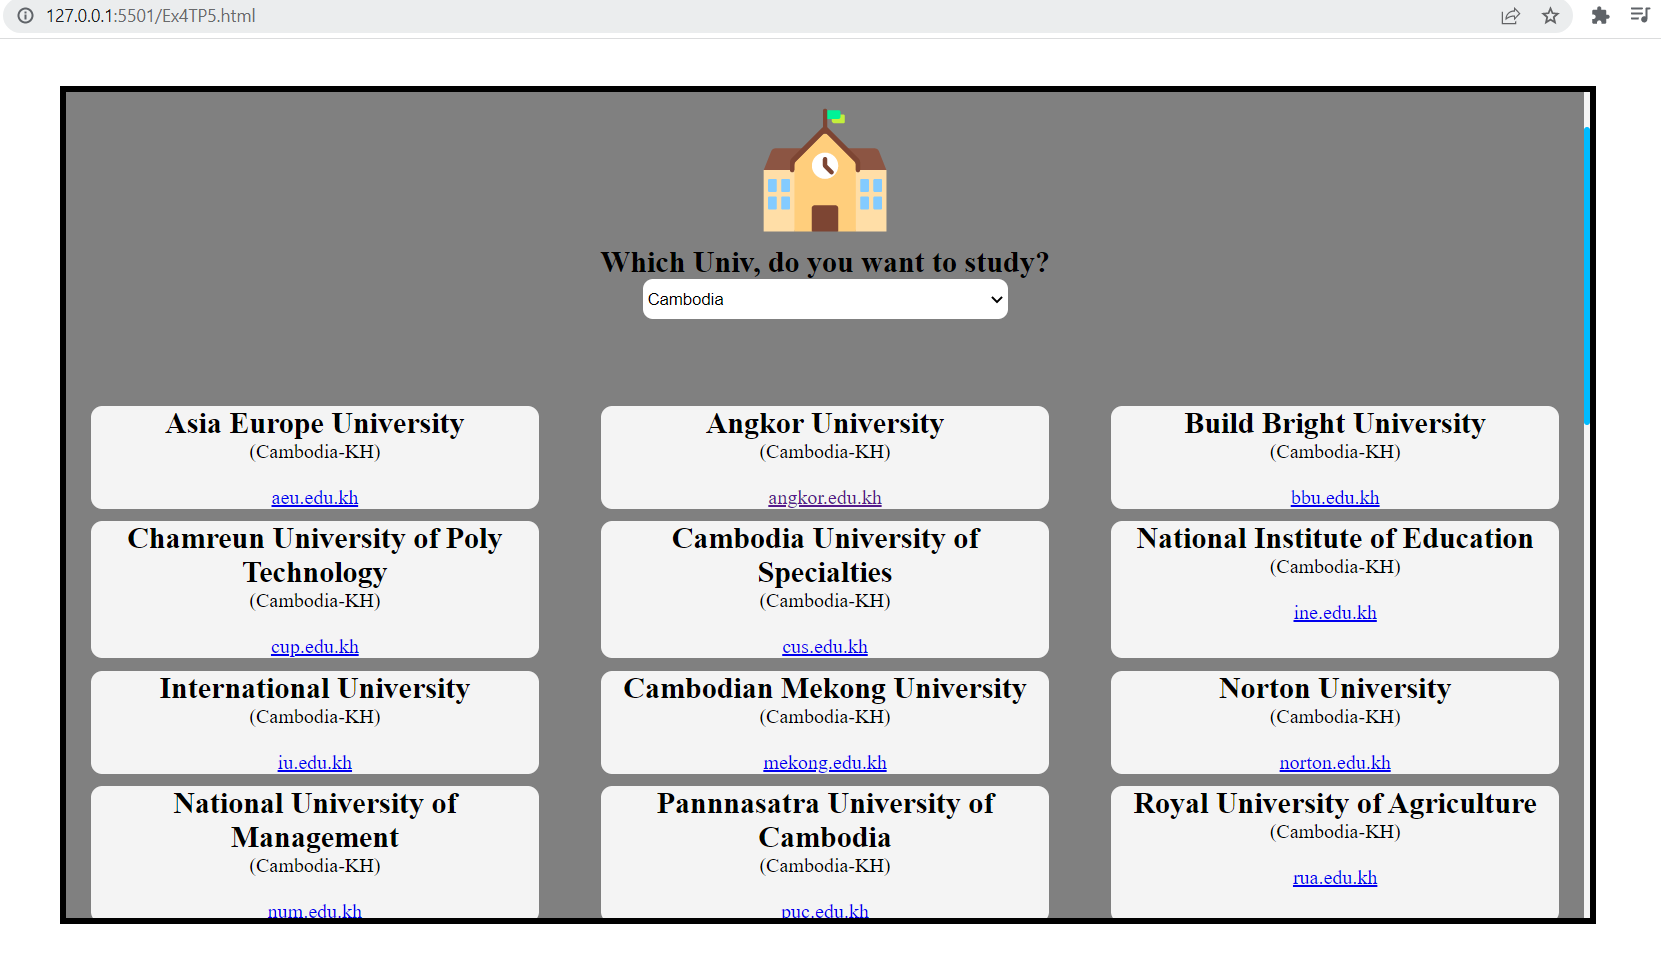 127.0.0.1:5501/Ex4TP5.html
Which Univ, do you want to study?
Cambodia
Asia Europe University
(Cambodia-KH)
aeu.edu.kh
Angkor University
(Cambodia-KH)
angkor.edu.kh
Build Bright University
(Cambodia-KH)
bbu.edu.kh
Chamreun University of Poly
Technology
(Cambodia-KH)
cup.edu.kh
Cambodia University of
Specialties
(Cambodia-KH)
cus.edu.kh
National Institute of Education
(Cambodia-KH)
ine.edu.kh
International University
(Cambodia-KH)
iu.edu.kh
Cambodian Mekong University
(Cambodia-KH)
mekong.edu.kh
Norton University
(Cambodia-KH)
norton.edu.kh
National University of
Management
(Cambodia-KH)
num.edu.kh
Pannnasatra University of
Cambodia
(Cambodia-KH)
puc.edu.kh
Royal University of Agriculture
(Cambodia-KH)
rua.edu.kh